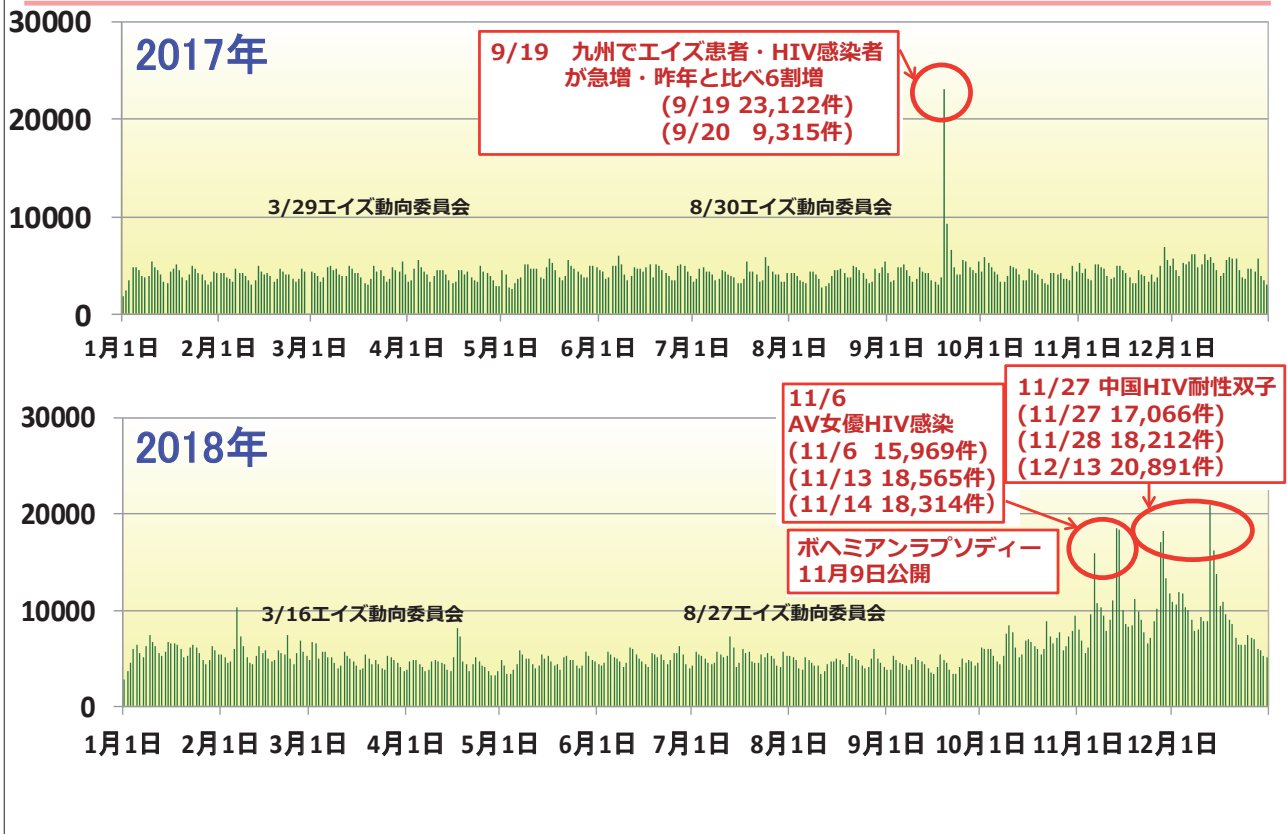 30000
2017年
9/19 九州でエイズ患者・HIV感染者
が急増・昨年と比べ6割増
(9/19 23,122件)
(9/20 9,315件)
20000
3/29エイズ動向委員会
8/30エイズ動向委員会
10000
0
1月1日 2月1日 3月1日 4月1日 5月1日 6月1日 7月1日 8月1日 9月1日 10月1日 11月1日 12月1日
30000
2018年
11/6
AV女優HIV感染
(11/6 15,969件)
(11/13 18,565件)
(11/14 18,314件)
11/27 中国HIV耐性双子
(11/27 17,066件)
(11/28 18,212件)
(12/13 20,891件)
20000
ボヘミアンラプソディー
11月9日公開
10000
3/16エイズ動向委員会
8/27エイズ動向委員会
0
1月1日 2月1日 3月1日 4月1日 5月1日 6月1日 7月1日 8月1日 9月1日 10月1日 11月1日 12月1日